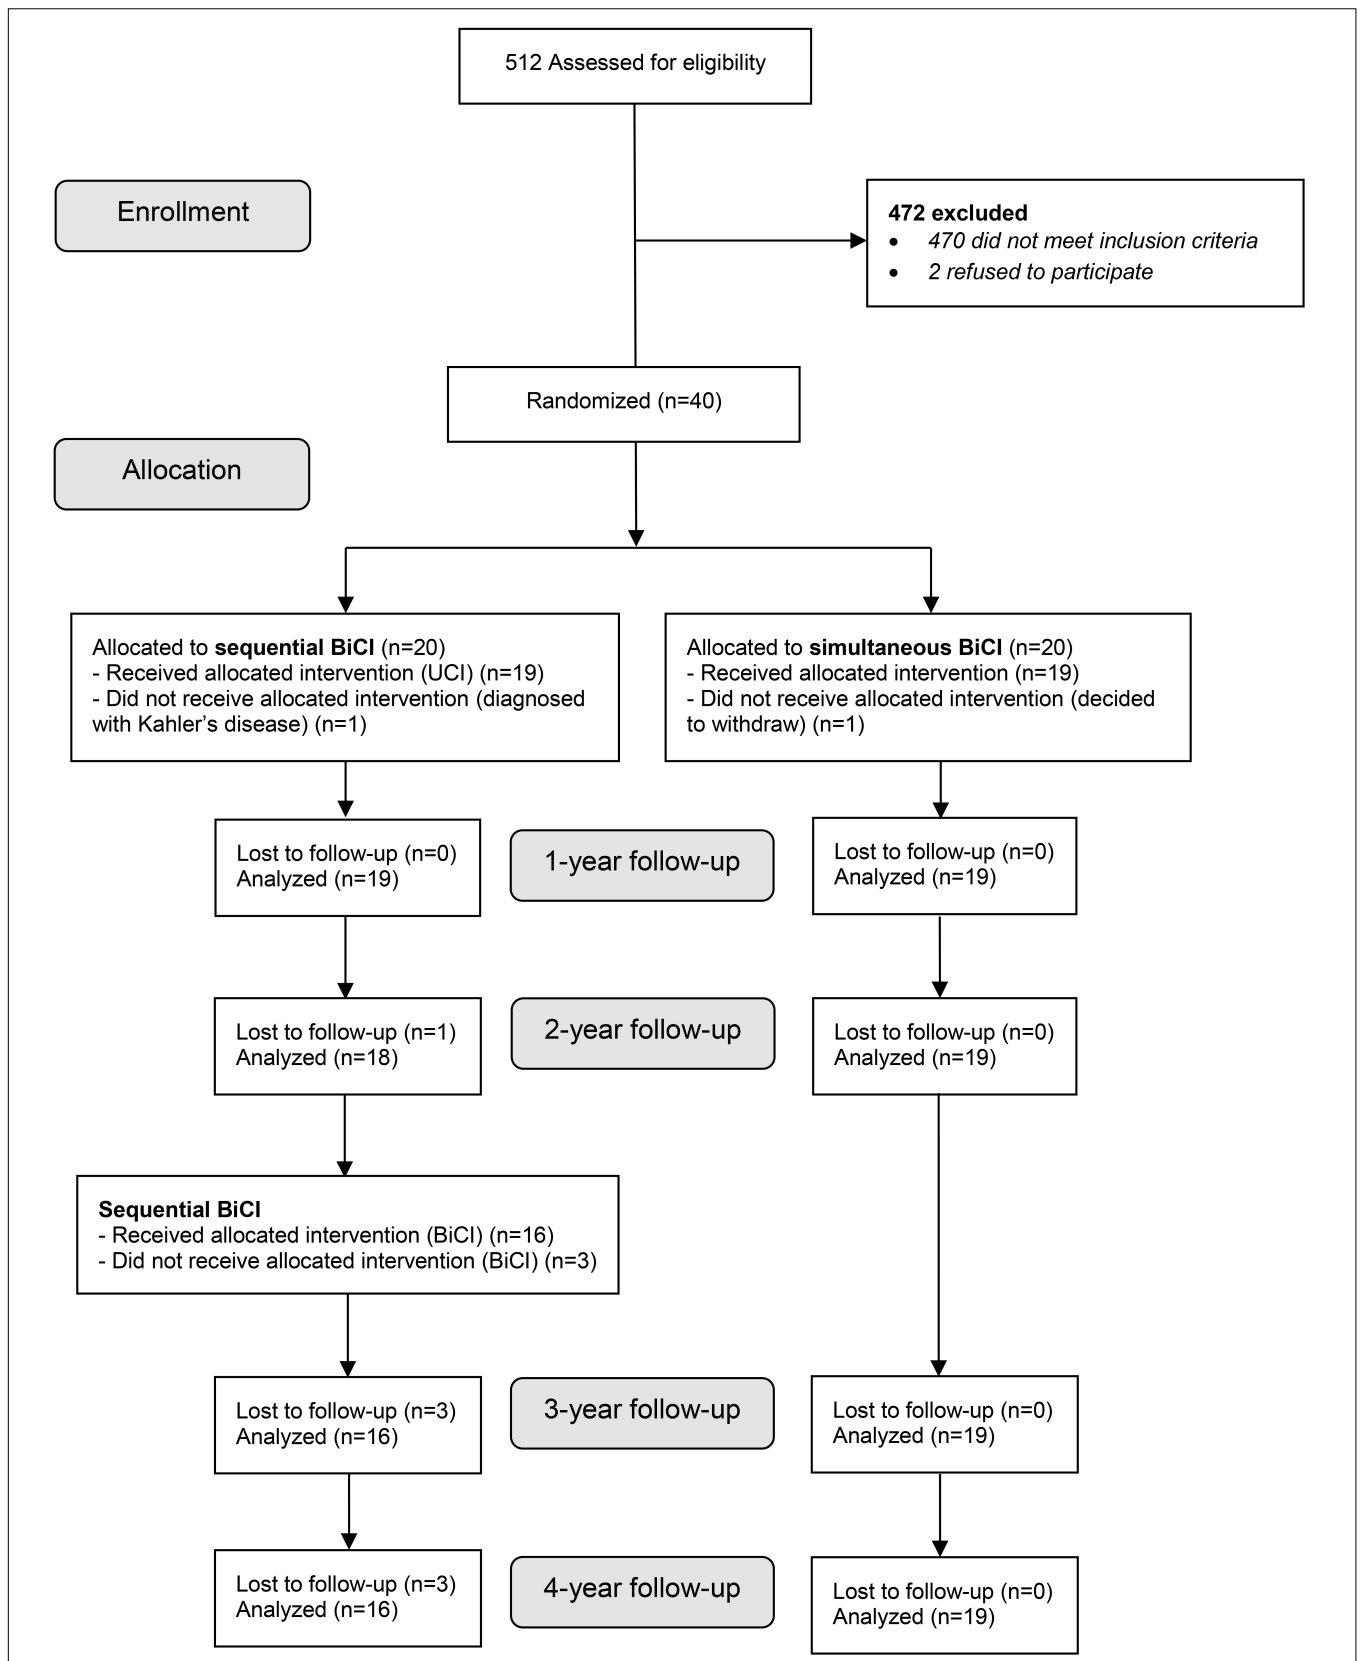 512 Assessed for eligibility
Enrollment
472 excluded
• 470 did not meet inclusion criteria
• 2 refused to participate
Randomized (n=40)
Allocation
Allocated to sequential BiCI (n=20)
- Received allocated intervention (UCI) (n=19)
- Did not receive allocated intervention (diagnosed
with Kahler’s disease) (n=1)
Allocated to simultaneous BiCI (n=20)
- Received allocated intervention (n=19)
- Did not receive allocated intervention (decided
to withdraw) (n=1)
Lost to follow-up (n=0)
Analyzed (n=19)
1-year follow-up
Lost to follow-up (n=0)
Analyzed (n=19)
Lost to follow-up (n=1)
Analyzed (n=18)
2-year follow-up
Lost to follow-up (n=0)
Analyzed (n=19)
Sequential BiCI
- Received allocated intervention (BiCI) (n=16)
- Did not receive allocated intervention (BiCI) (n=3)
Lost to follow-up (n=3)
Analyzed (n=16)
3-year follow-up
Lost to follow-up (n=0)
Analyzed (n=19)
Lost to follow-up (n=3)
Analyzed (n=16)
4-year follow-up
Lost to follow-up (n=0)
Analyzed (n=19)